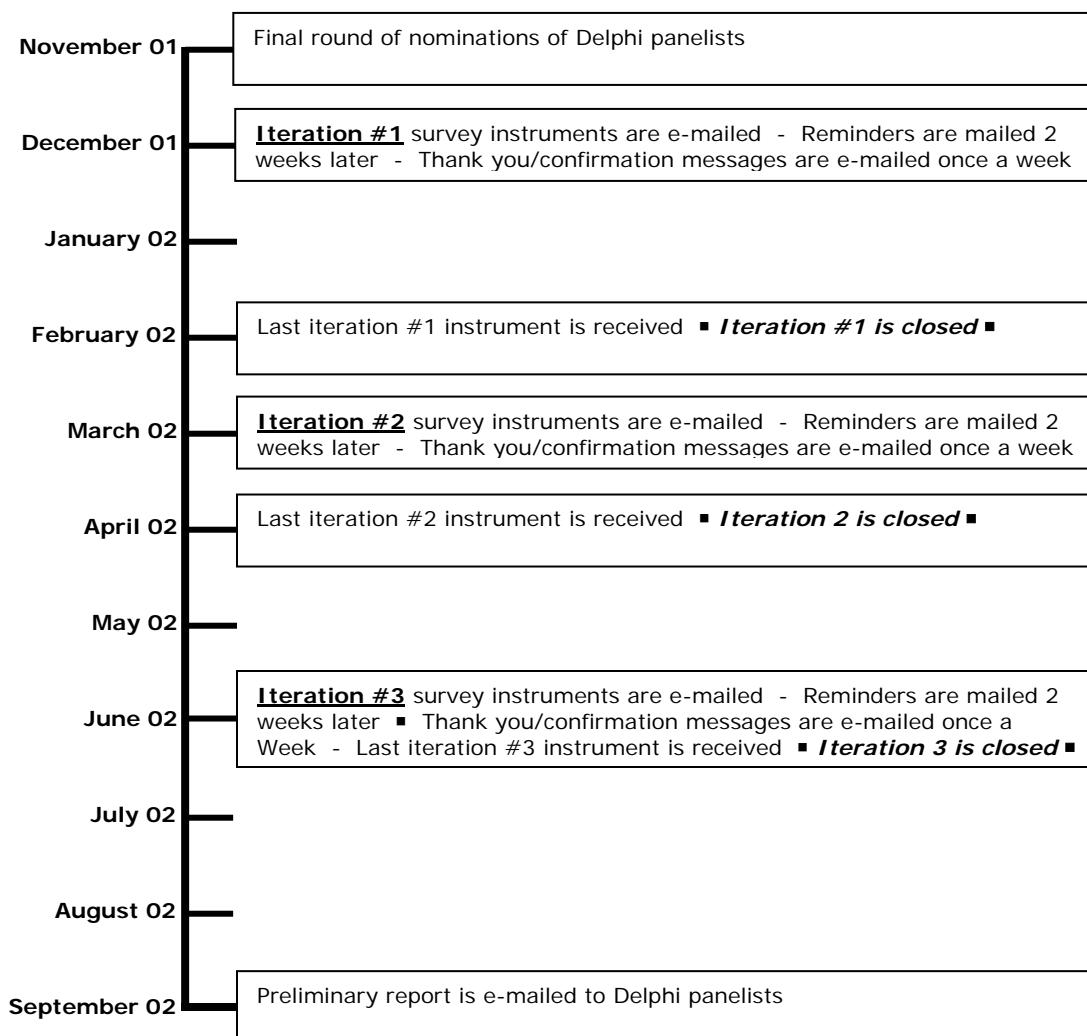 November 01
Final round of nominations of Delphi panelists
December 01
Iteration #1 survey instruments are e-mailed - Reminders are mailed 2
weeks later - Thank you/confirmation messages are e-mailed once a week
January 02
February 02
Last iteration #1 instrument is received ▪ Iteration #1 is closed ▪
March 02
Iteration #2 survey instruments are e-mailed - Reminders are mailed 2
weeks later - Thank you/confirmation messages are e-mailed once a week
April 02
Last iteration #2 instrument is received ▪ Iteration 2 is closed ▪
May 02
June 02
Iteration #3 survey instruments are e-mailed - Reminders are mailed 2
weeks later ▪ Thank you/confirmation messages are e-mailed once a
Week - Last iteration #3 instrument is received ▪ Iteration 3 is closed ▪
July 02
August 02
September 02
Preliminary report is e-mailed to Delphi panelists